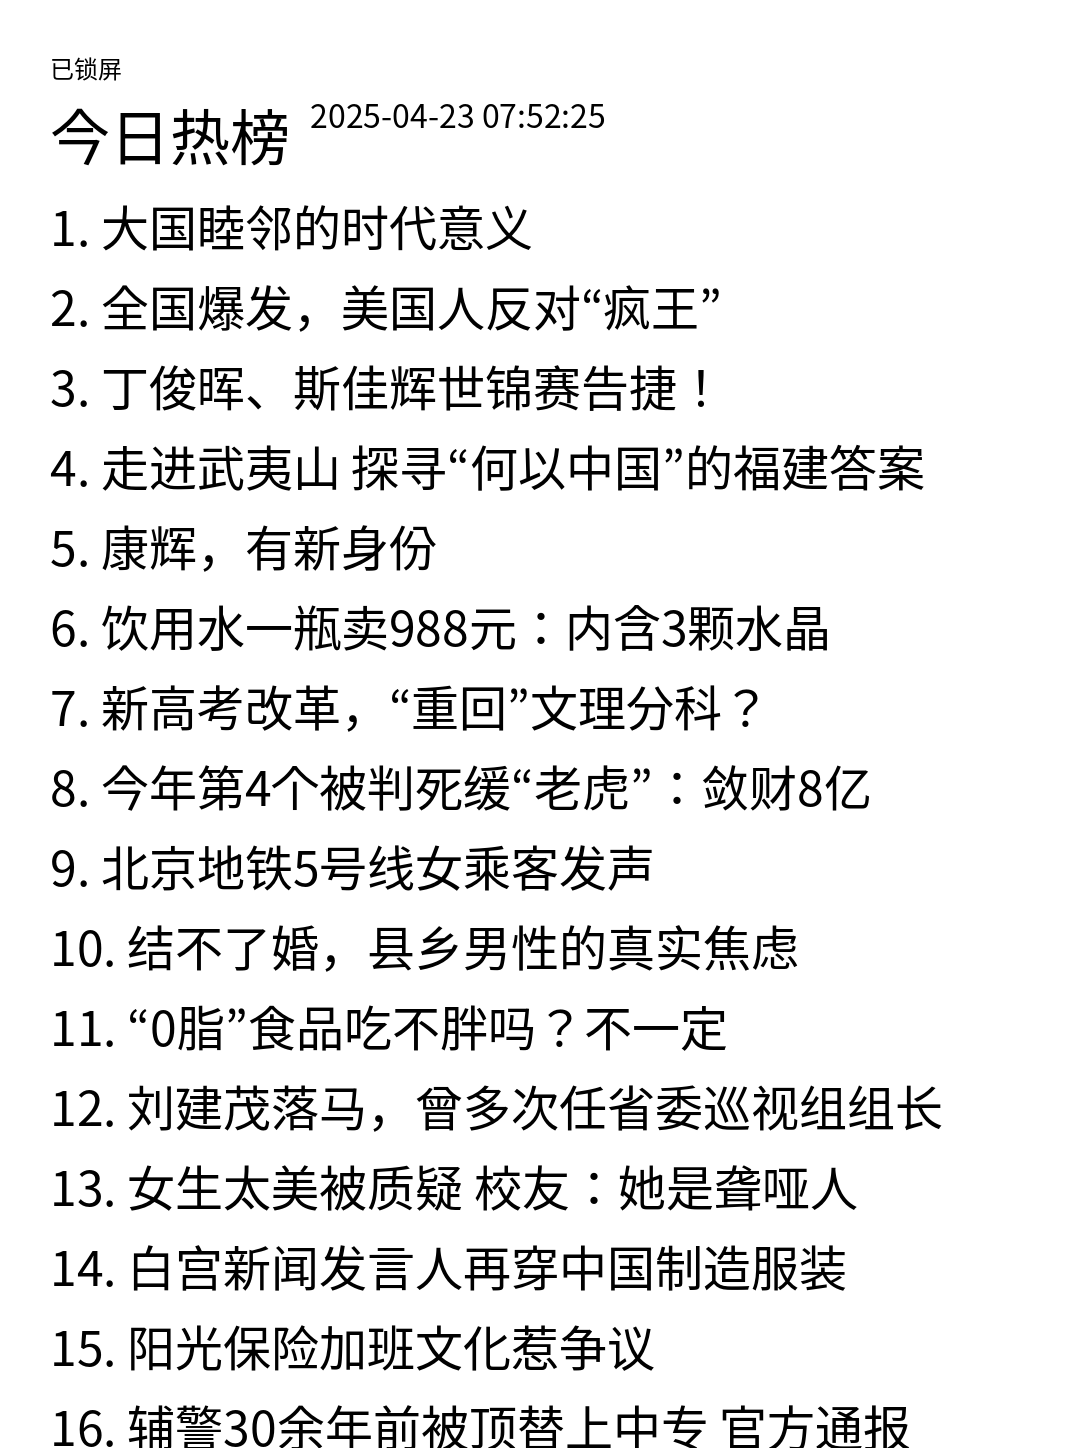 已锁屏
今日热榜 2025-04-23 07:52:25
1. 大国睦邻的时代意义
2. 全国爆发，美国人反对“疯王”
3. 丁俊晖、斯佳辉世锦赛告捷！
4. 走进武夷山 探寻“何以中国”的福建答案
5. 康辉，有新身份
6. 饮用水一瓶卖988元：内含3颗水晶
7. 新高考改革，“重回”文理分科？
8. 今年第4个被判死缓“老虎”：敛财8亿
9. 北京地铁5号线女乘客发声
10. 结不了婚，县乡男性的真实焦虑
11. “0脂”食品吃不胖吗？不一定
12. 刘建茂落马，曾多次任省委巡视组组长
13. 女生太美被质疑 校友：她是聋哑人
14. 白宫新闻发言人再穿中国制造服装
15. 阳光保险加班文化惹争议
16. 辅警30余年前被顶替上中专 官方通报